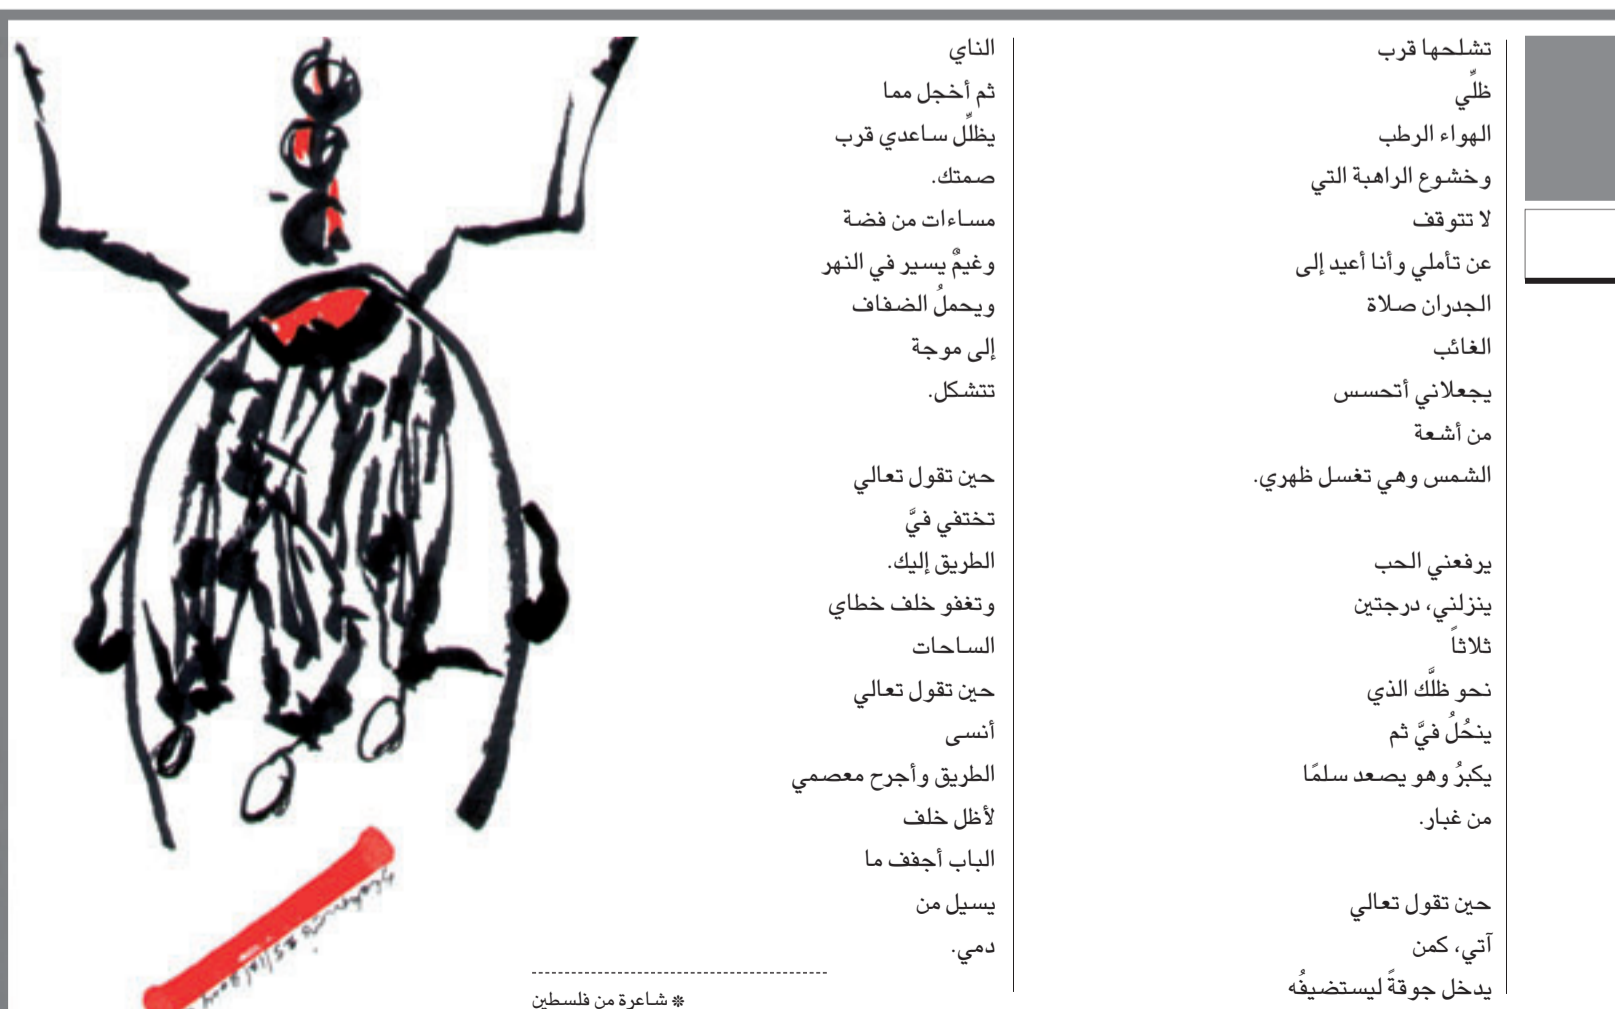 تشلحها قرب
ظلِّي
الهواء الرطب
وخشوع الراهبة التي
لا تتوقف
عن تأملي وأنا أعيد إلى
الجدران صلاة
الغائب
يجعلاني أتحسس
من أشعة
الشمس وهي تغسل ظهري.
يرفعني الحب
ينزلني، درجتين
ثلاثاً
نحو ظلَّك الذي
ينحُلُ فيَّ ثم
يكبرُ وهو يصعد سلمًا
من غبار.
حين تقول تعالي
آتي، كمن
يدخل جوقةً ليستضيفُه
الناي
ثم أخجل مما
يظلِّل ساعدي قرب
صمتك.
مساءات من فضة
وغيمٌ يسير في النهر
ويحملُ الضفاف
إلى موجة
تتشكل.
حين تقول تعالي
تختفي فيَّ
الطريق إليك.
وتغفو خلف خطاي
الساحات
حين تقول تعالي
أنسى
الطريق وأجرح معصمي
لأظل خلف
الباب أجفف ما
يسيل من
دمي.
* شاعرة من فلسطين